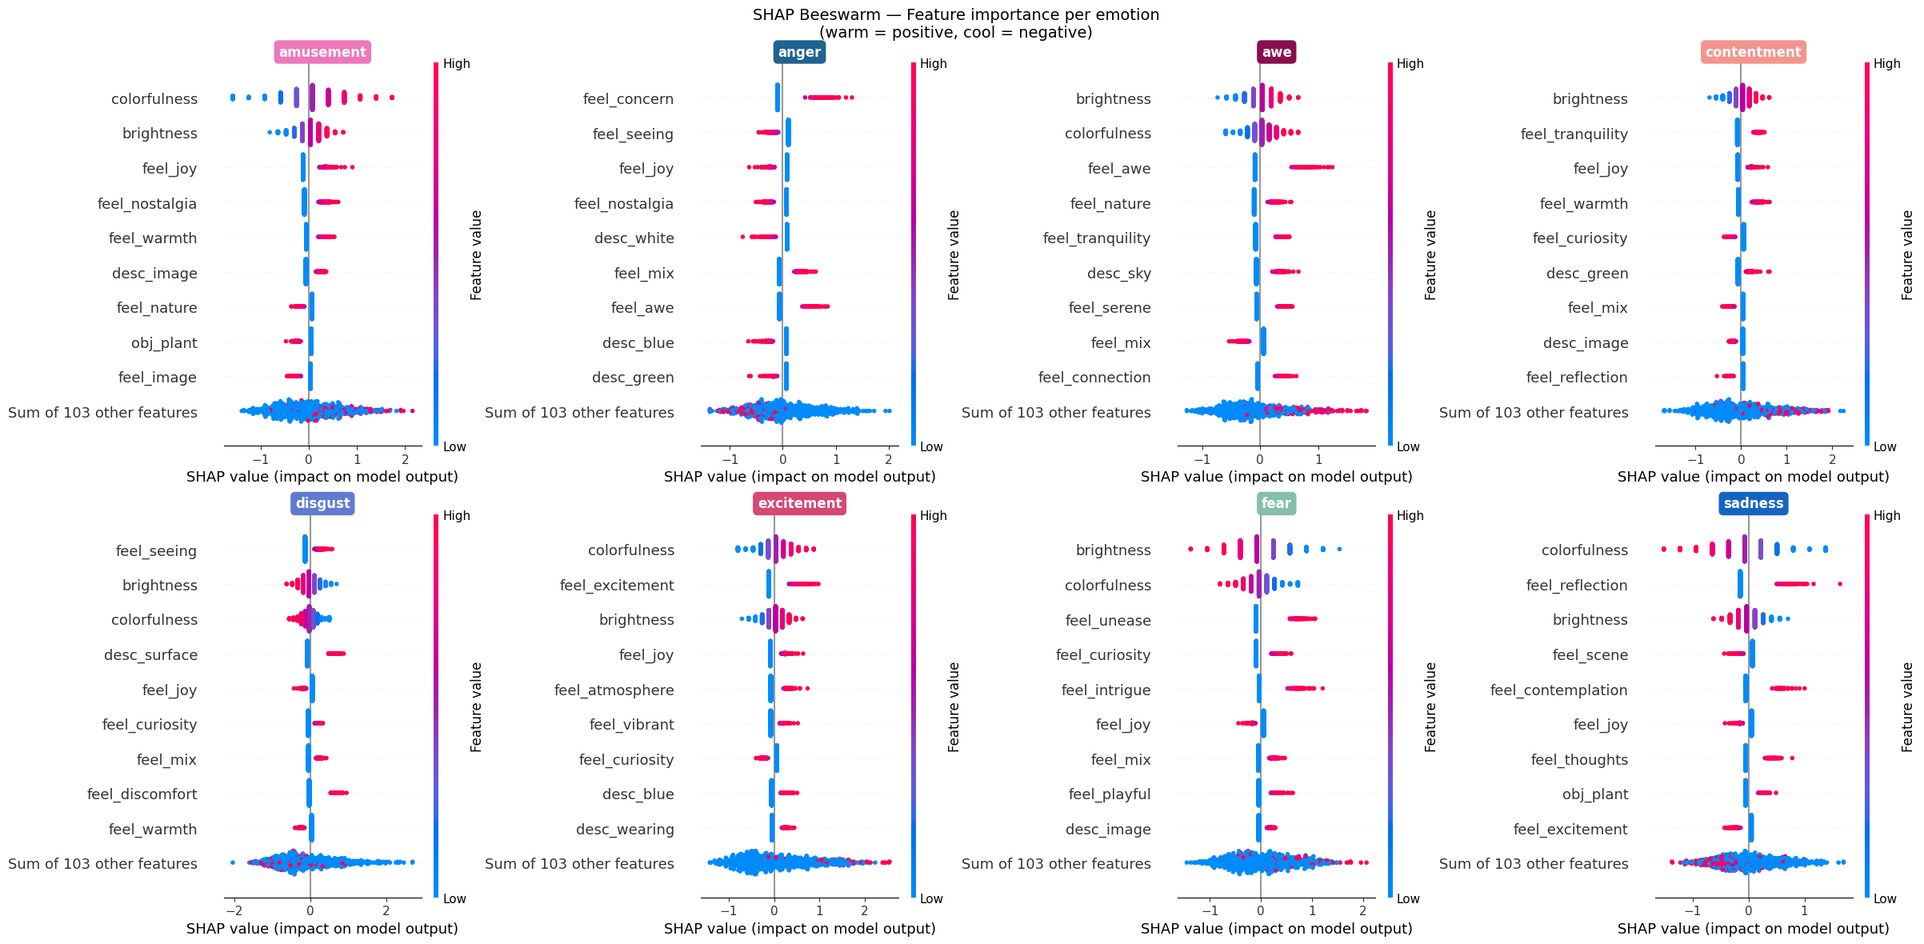 SHAP Beeswarm — Feature importance per emotion
(warm = positive, cool = negative)
amusement
High
colorfulness
brightness
feel_joy
feel_nostalgia
feel_warmth
desc_image
feel_nature
obj_plant
feel_image
Sum of 103 other features
Feature value
Low
−1 0 1 2
SHAP value (impact on model output)
anger
High
feel_concern
feel_seeing
feel_joy
feel_nostalgia
desc_white
feel_mix
feel_awe
desc_blue
desc_green
Sum of 103 other features
Feature value
Low
−1 0 1 2
SHAP value (impact on model output)
awe
High
brightness
colorfulness
feel_awe
feel_nature
feel_tranquility
desc_sky
feel_serene
feel_mix
feel_connection
Sum of 103 other features
Feature value
Low
−1 0 1
SHAP value (impact on model output)
contentment
High
brightness
feel_tranquility
feel_joy
feel_warmth
feel_curiosity
desc_green
feel_mix
desc_image
feel_reflection
Sum of 103 other features
Feature value
Low
−1 0 1 2
SHAP value (impact on model output)
disgust
High
feel_seeing
brightness
colorfulness
desc_surface
feel_joy
feel_curiosity
feel_mix
feel_discomfort
feel_warmth
Sum of 103 other features
Feature value
Low
−2 0 2
SHAP value (impact on model output)
excitement
High
colorfulness
feel_excitement
brightness
feel_joy
feel_atmosphere
feel_vibrant
feel_curiosity
desc_blue
desc_wearing
Sum of 103 other features
Feature value
Low
−1 0 1 2
SHAP value (impact on model output)
fear
High
brightness
colorfulness
feel_unease
feel_curiosity
feel_intrigue
feel_joy
feel_mix
feel_playful
desc_image
Sum of 103 other features
Feature value
Low
−1 0 1 2
SHAP value (impact on model output)
sadness
High
colorfulness
feel_reflection
brightness
feel_scene
feel_contemplation
feel_joy
feel_thoughts
obj_plant
feel_excitement
Sum of 103 other features
Feature value
Low
−1 0 1
SHAP value (impact on model output)